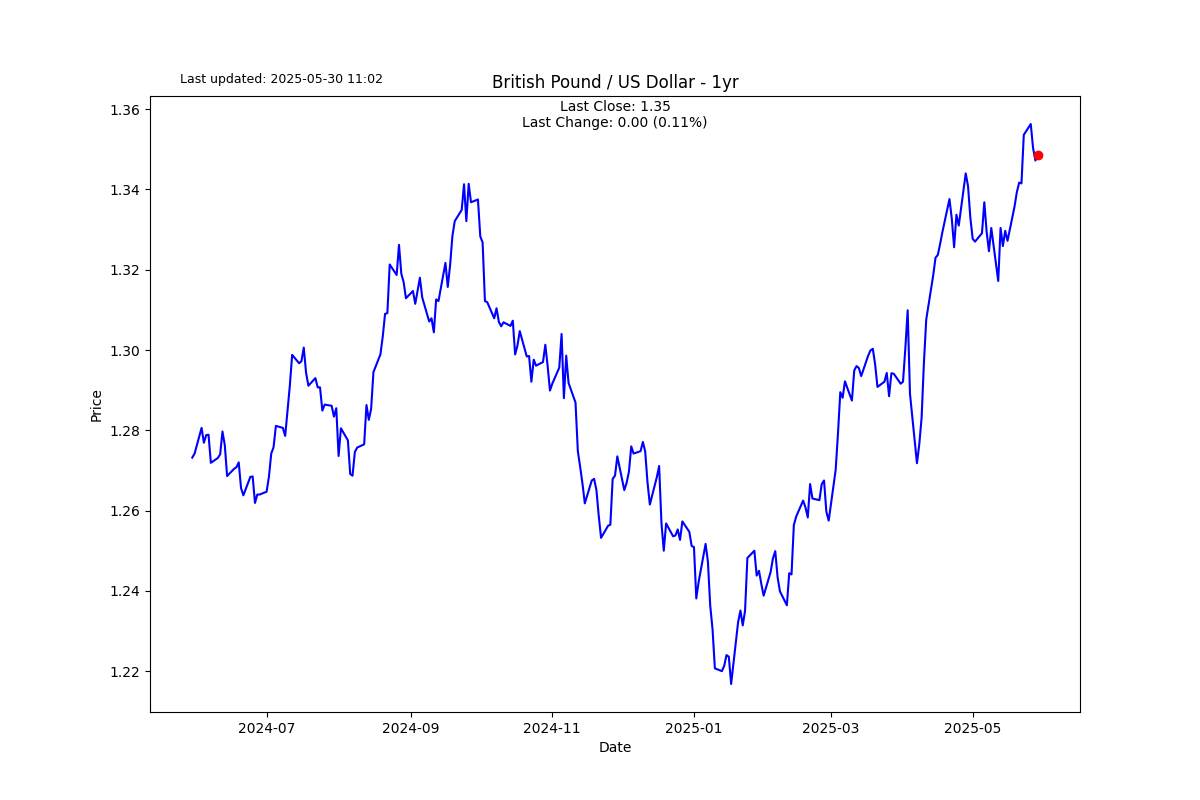 Last updated: 2025-05-30 11:02
British Pound / US Dollar - 1yr
Last Close: 1.35
Last Change: 0.00 (0.11%)
Price
1.36
1.34
1.32
1.30
1.28
1.26
1.24
1.22
2024-07
2024-09
2024-11
2025-01
2025-03
2025-05
Date